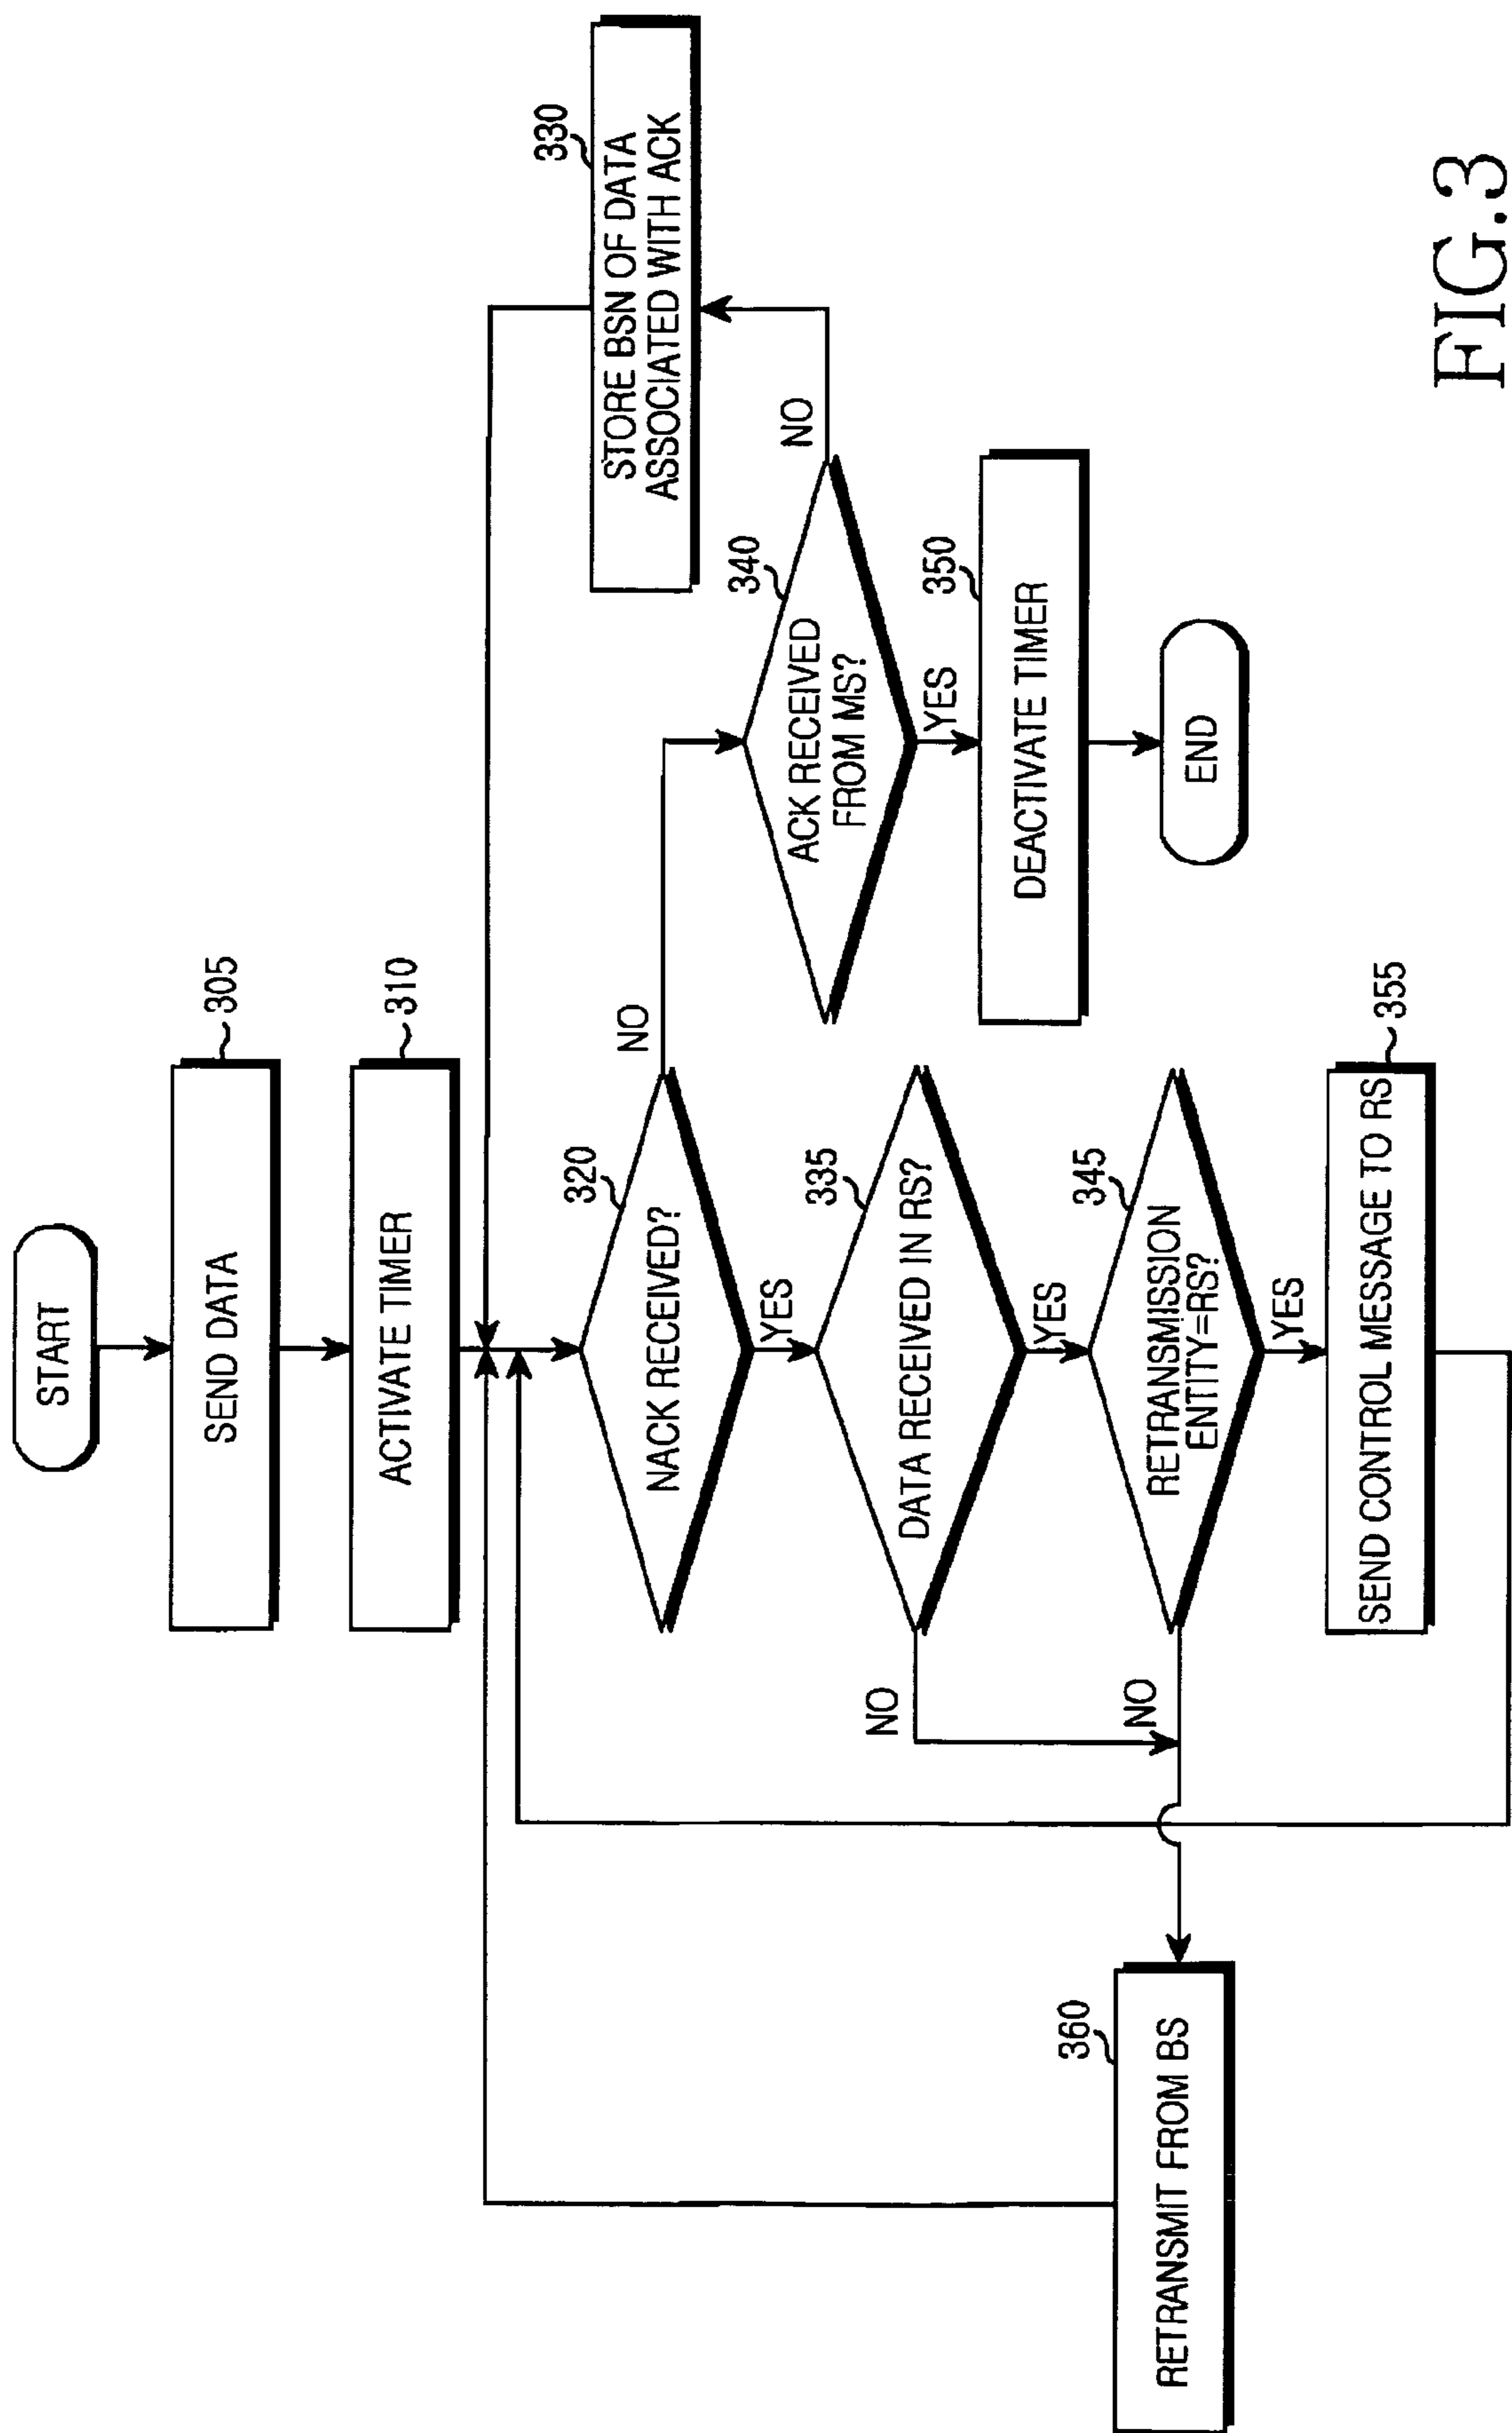 START
305
SEND DATA
310
ACTIVATE TIMER
320
NACK RECEIVED?
NO
YES
330
STORE BSN OF DATA
ASSOCIATED WITH ACK
335
DATA RECEIVED IN RS?
NO
YES
340
ACK RECEIVED
FROM MS?
NO
YES
345
RETRANSMISSION
ENTITY=RS?
NO
YES
350
DEACTIVATE TIMER
END
355
SEND CONTROL MESSAGE TO RS
360
RETRANSMIT FROM BS
FIG.3